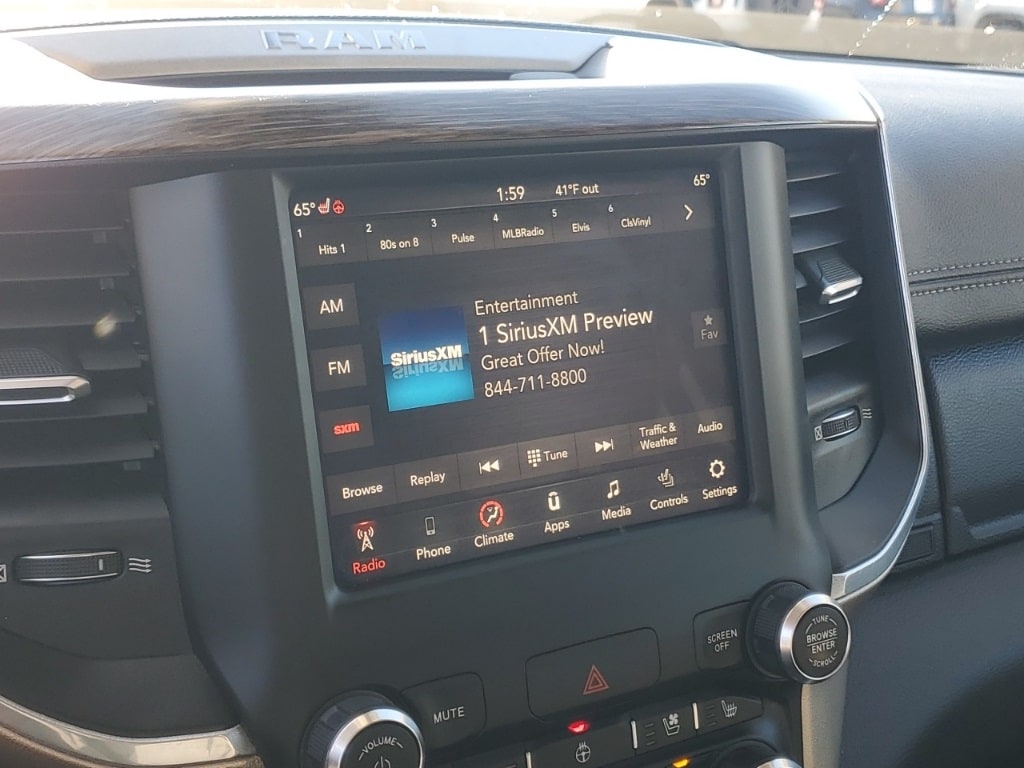 RAM
65° 1:59 41°F out 65°
1 Hits 1 2 80s on 8 3 Pulse 4 MLBRadio 5 Elvis 6 ClsVinyl
AM
FM
sxm
SiriusXM
Entertainment
1 SiriusXM Preview
Great Offer Now!
844-711-8800
Fav
Browse Replay Tune Traffic & Weather Audio
Radio Phone Climate Apps Media Controls Settings
SCREEN
OFF
TUNE
BROWSE
ENTER
SCROLL
MUTE
VOLUME